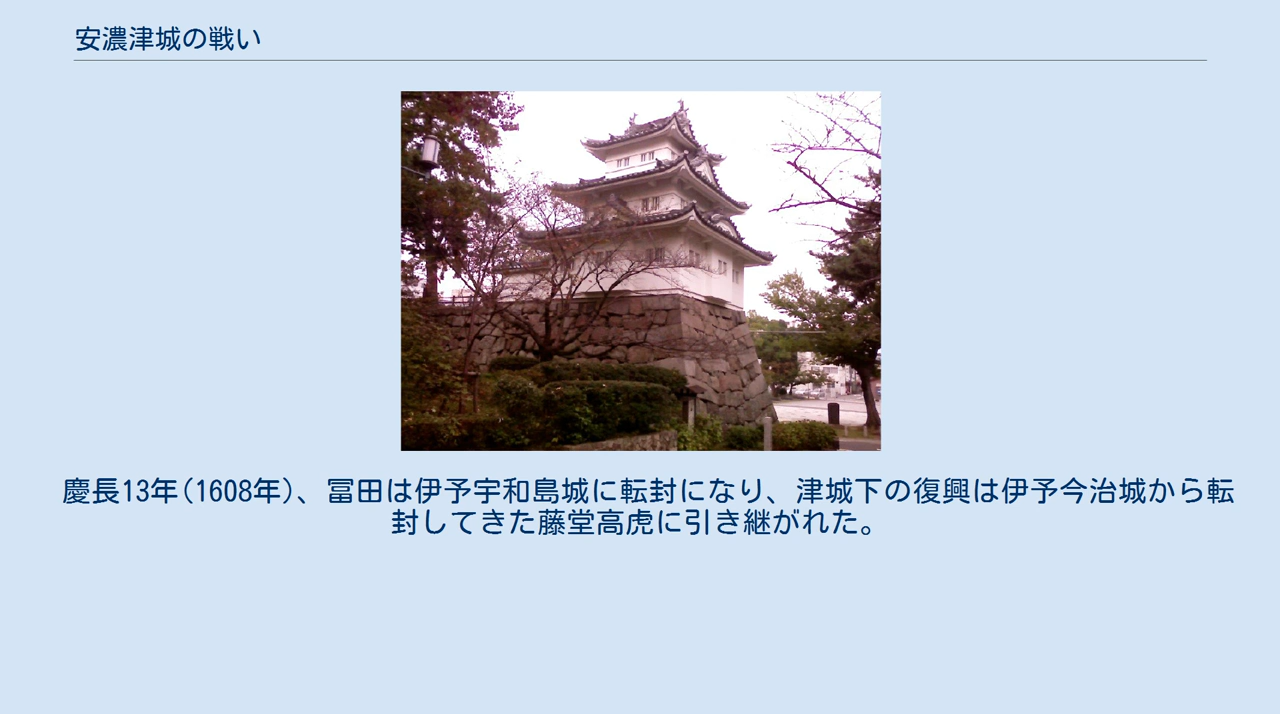 安濃津城の戦い
慶長13年(1608年)、冨田は伊予宇和島城に転封になり、津城下の復興は伊予今治城から転
封してきた藤堂高虎に引き継がれた。